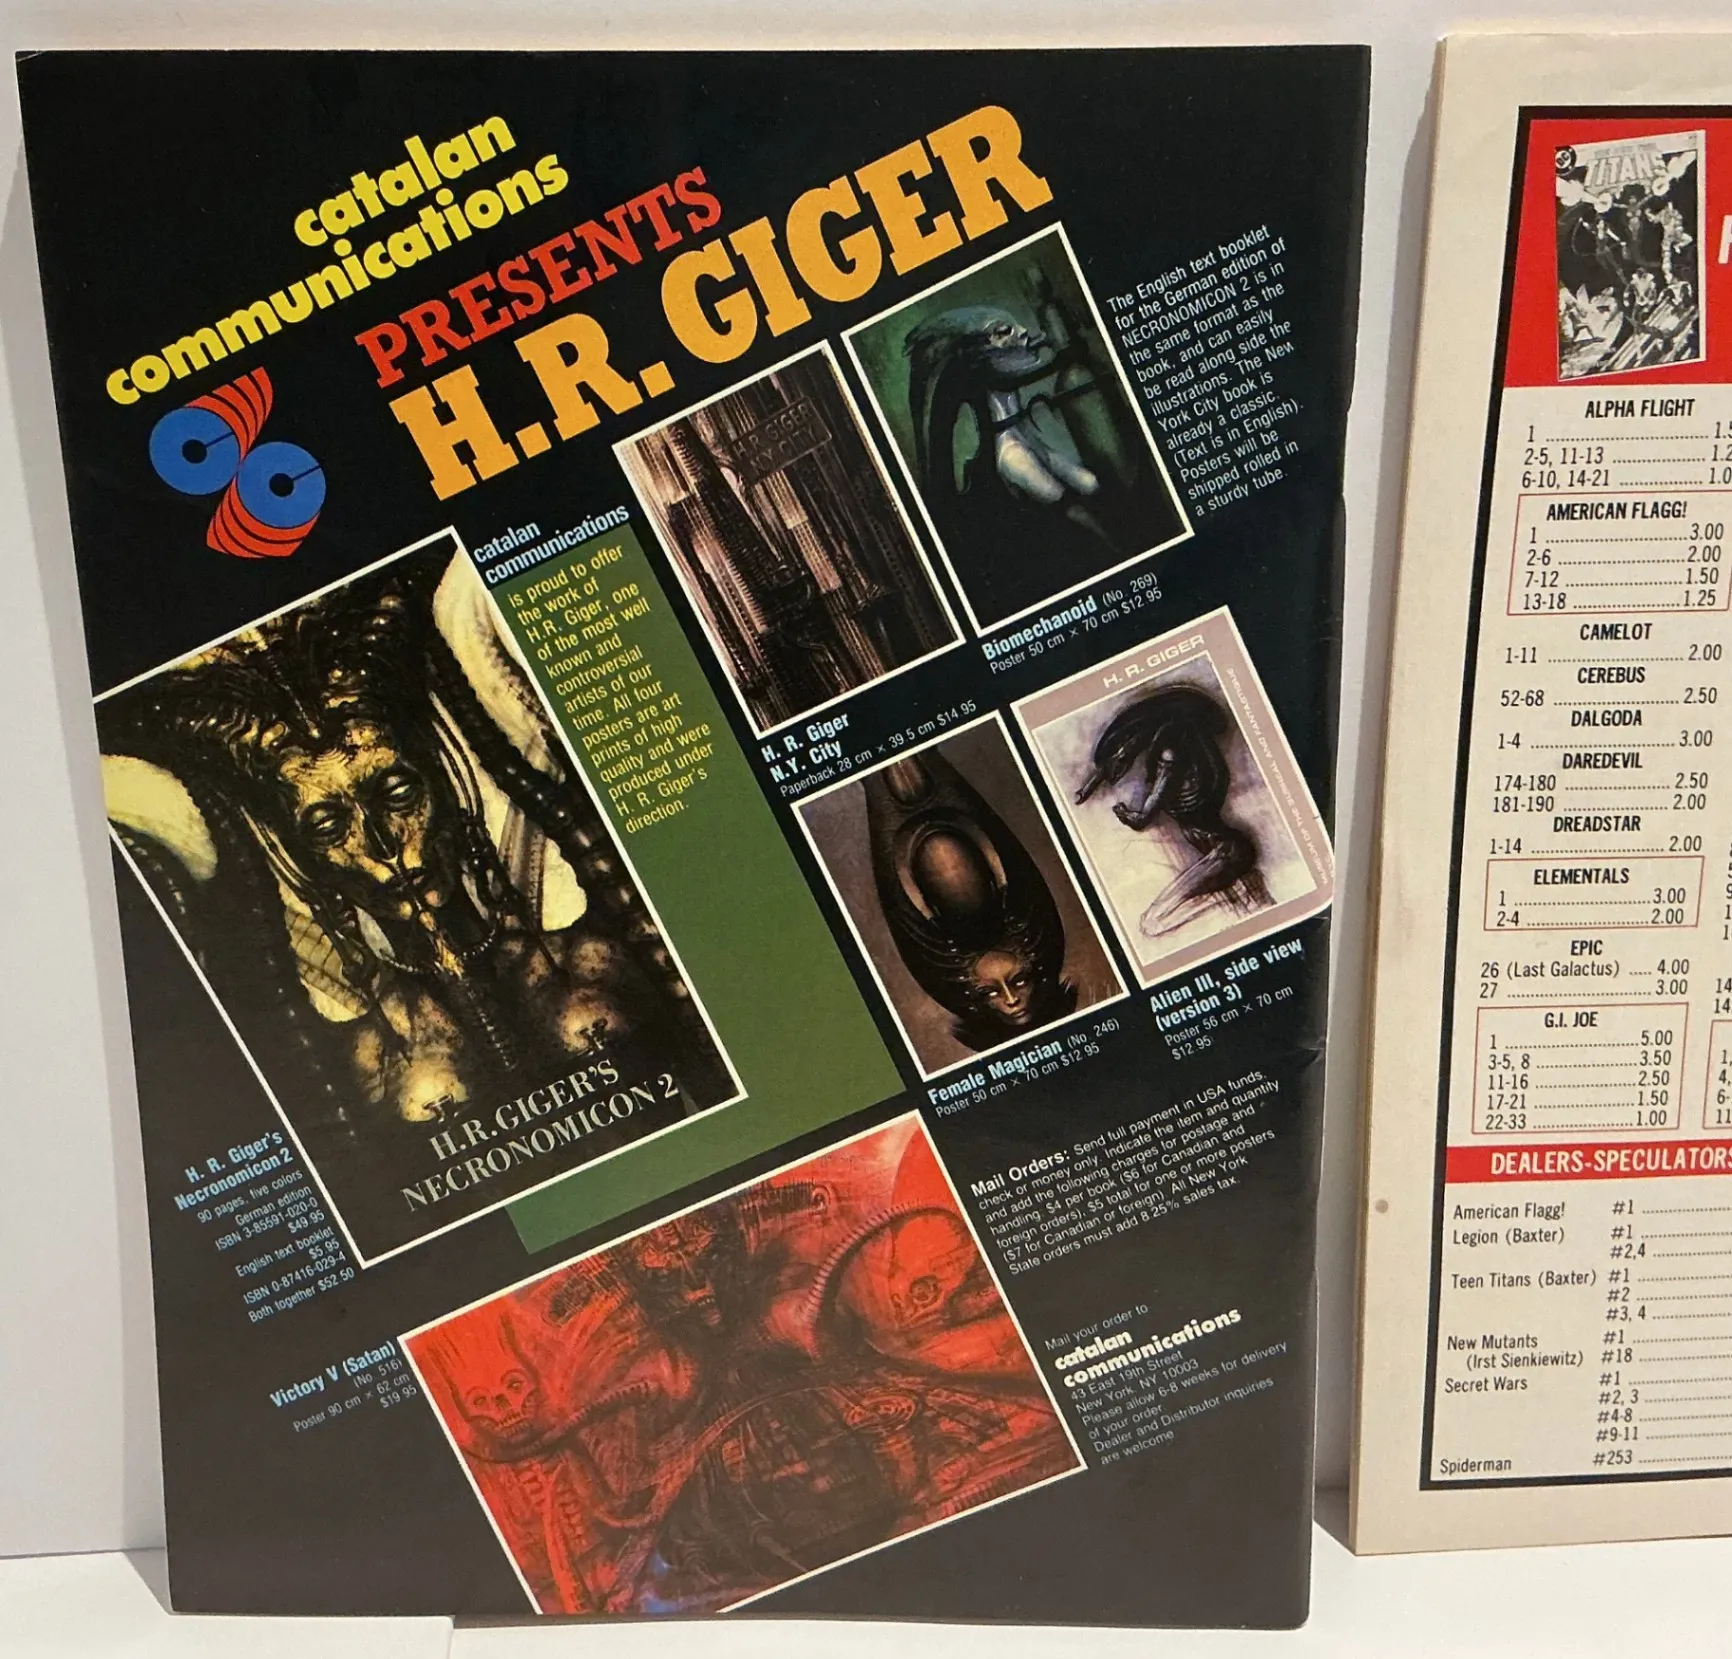 catalan
communications
PRESENTS
H.R. GIGER
catalan
communications
is proud to offer
the work of
H.R. Giger, one
of the most well
known and
controversial
artists of our
time. All four
posters are art
prints of high
quality and were
produced under
H. R. Giger's
direction.
H.R. GIGER
N.Y. CITY
The English text booklet
for the German edition of
NECRONOMICON 2 is in
the same format as the
book, and can easily
be read along side the
illustrations. The New
York City book is
already a classic.
(Text is in English).
Posters will be
shipped rolled in
a sturdy tube.
Biomechanoid (No. 269)
Poster 50 cm × 70 cm $12.95
H. R. Giger
N.Y. City
Paperback 28 cm × 39.5 cm $14.95
H. R. GIGER
Female Magician (No. 246)
Poster 50 cm × 70 cm $12.95
Alien III, side view
(version 3)
Poster 56 cm × 70 cm
$12.95
H.R.GIGER'S
NECRONOMICON 2
H. R. Giger's
Necronomicon 2
90 pages, five colors
German edition
ISBN 3-85591-020-0
$49.95
English text booklet
$5.95
ISBN 0-87416-029-4
Both together $52.50
Victory V (Satan)
(No. 516)
Poster 90 cm × 62 cm
$19.95
Mail Orders: Send full payment in USA funds,
check or money only. Indicate the item and quantity
and add the following charges for postage and
handling. $4 per book ($6 for Canadian and
foreign orders), $5 total for one or more posters
($7 for Canadian or foreign). All New York
State orders must add 8.25% sales tax.
Mail your order to
catalan
communications
43 East 19th Street
New York, NY 10003
Please allow 6-8 weeks for delivery
of your order.
Dealer and Distributor inquiries
are welcome
TITANS
ALPHA FLIGHT
1
2-5, 11-13
6-10, 14-21
AMERICAN FLAGG!
1 3.00
2-6 2.00
7-12 1.50
13-18 1.25
CAMELOT
1-11 2.00
CEREBUS
52-68 2.50
DALGODA
1-4 3.00
DAREDEVIL
174-180 2.50
181-190 2.00
DREADSTAR
1-14 2.00
ELEMENTALS
1 3.00
2-4 2.00
EPIC
26 (Last Galactus) 4.00
27 3.00
G.I. JOE
1 5.00
3-5, 8 3.50
11-16 2.50
17-21 1.50
22-33 1.00
DEALERS-SPECULATORS
American Flagg! #1
Legion (Baxter) #1
#2,4
Teen Titans (Baxter) #1
#2
#3, 4
New Mutants #1
(Irst Sienkiewitz) #18
Secret Wars #1
#2, 3
#4-8
#9-11
Spiderman #253